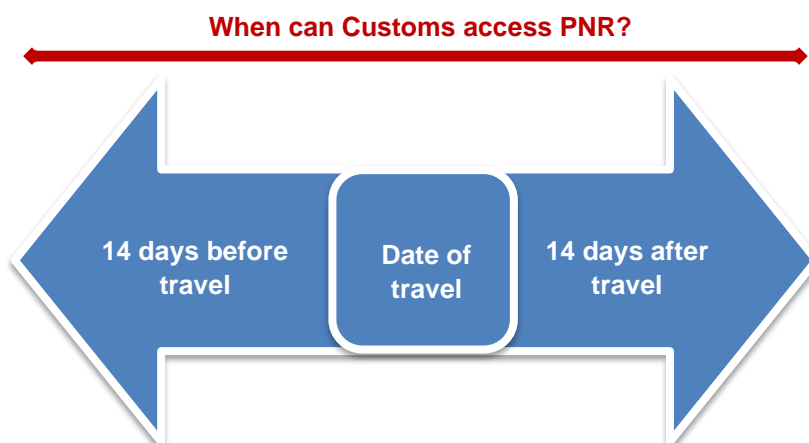 When can Customs access PNR?
14 days before
travel
Date of
travel
14 days after
travel